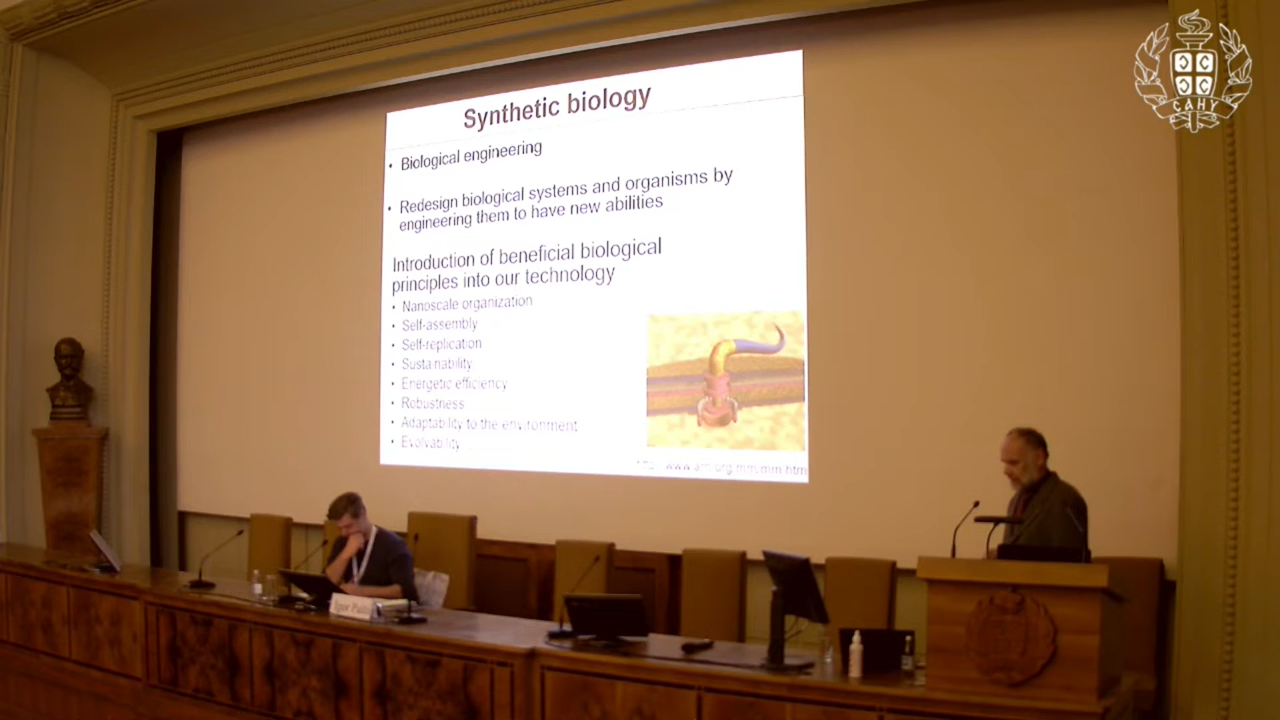 САНУ
Synthetic biology
• Biological engineering
• Redesign biological systems and organisms by
engineering them to have new abilities
Introduction of beneficial biological
principles into our technology
• Nanoscale organization
• Self-assembly
• Self-replication
• Sustainability
• Energetic efficiency
• Robustness
• Adaptability to the environment
• Evolvability
Igor